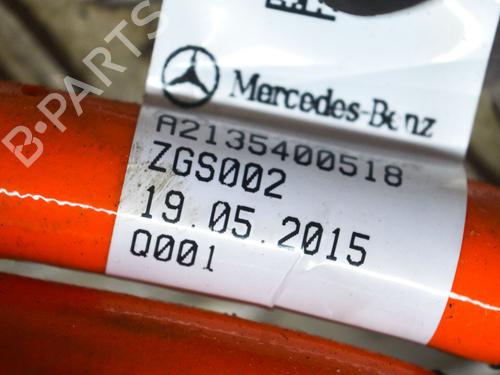 Mercedes-Benz
A2135400518
ZGS002
19.05.2015
Q001
B-PARTS